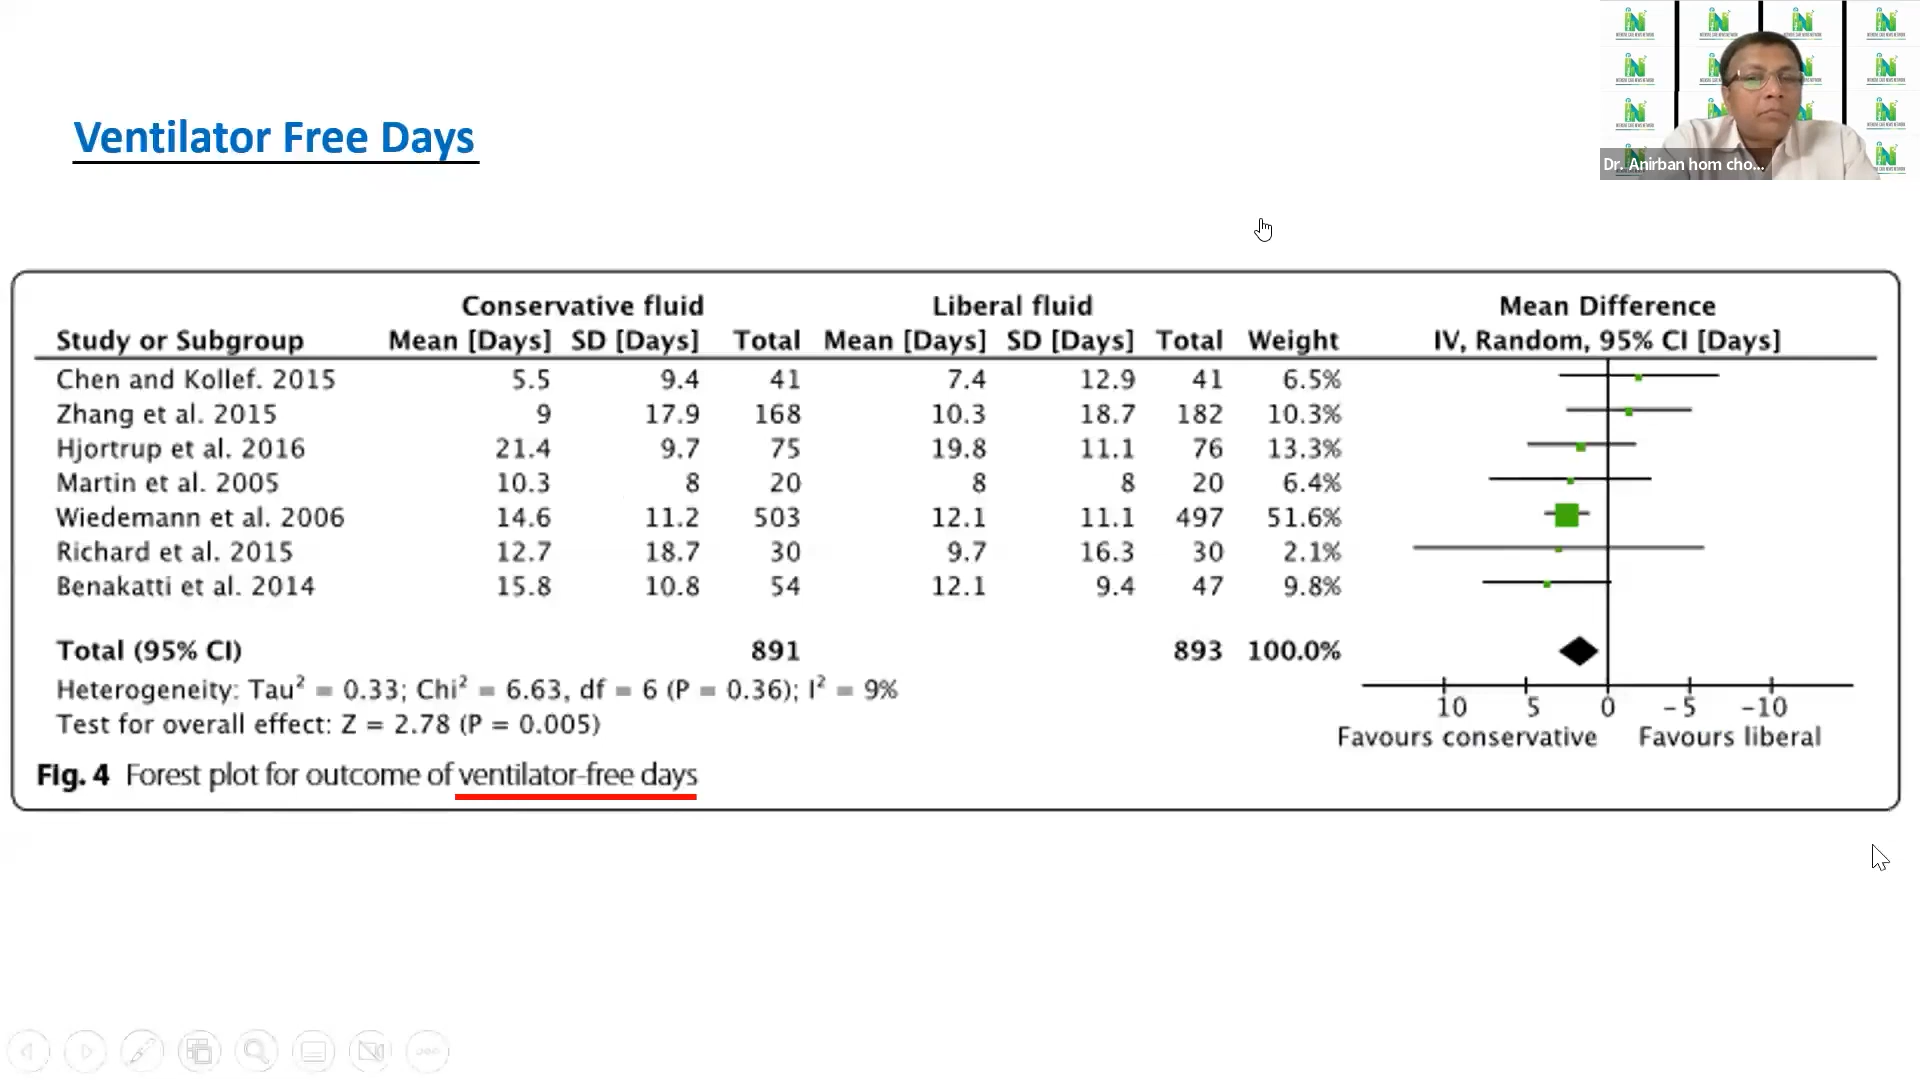 Ventilator Free Days
Dr. Anirban hom cho...
Conservative fluid Liberal fluid Mean Difference
Study or Subgroup Mean [Days] SD [Days] Total Mean [Days] SD [Days] Total Weight IV, Random, 95% CI [Days]
Chen and Kollef. 2015 5.5 9.4 41 7.4 12.9 41 6.5%
Zhang et al. 2015 9 17.9 168 10.3 18.7 182 10.3%
Hjortrup et al. 2016 21.4 9.7 75 19.8 11.1 76 13.3%
Martin et al. 2005 10.3 8 20 8 8 20 6.4%
Wiedemann et al. 2006 14.6 11.2 503 12.1 11.1 497 51.6%
Richard et al. 2015 12.7 18.7 30 9.7 16.3 30 2.1%
Benakatti et al. 2014 15.8 10.8 54 12.1 9.4 47 9.8%
Total (95% CI) 891 893 100.0%
Heterogeneity: Tau² = 0.33; Chi² = 6.63, df = 6 (P = 0.36); I² = 9%
Test for overall effect: Z = 2.78 (P = 0.005)
10 5 0 -5 -10
Favours conservative Favours liberal
Fig. 4 Forest plot for outcome of ventilator-free days